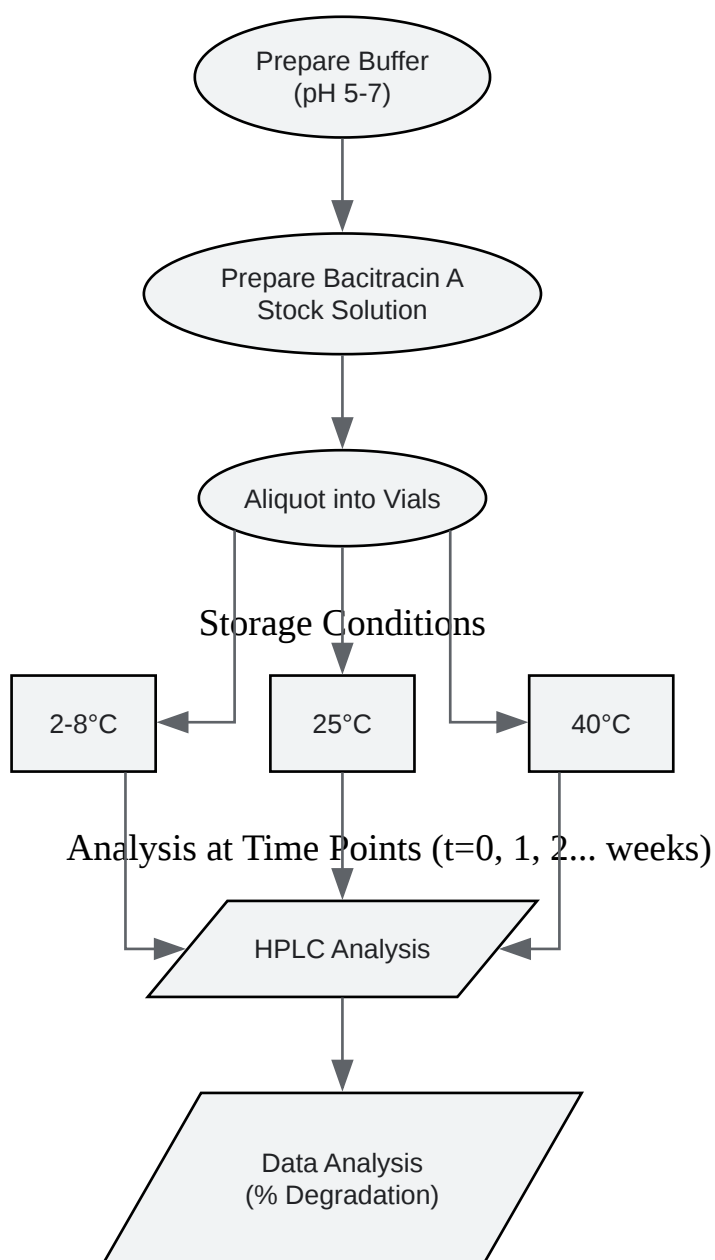 Prepare Buffer
(pH 5-7)
Prepare Bacitracin A
Stock Solution
Aliquot into Vials
Storage Conditions
2-8°C
25°C
40°C
Analysis at Time Points (t=0, 1, 2... weeks)
HPLC Analysis
Data Analysis
(% Degradation)